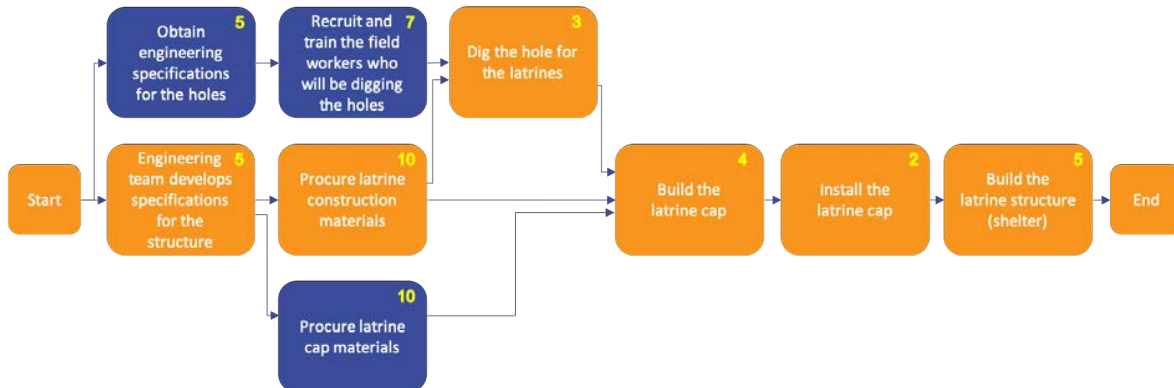 5
Obtain
engineering
specifications
for the holes
7
Recruit and
train the field
workers who
will be digging
the holes
3
Dig the hole for
the latrines
Start
5
Engineering
team develops
specifications
for the
structure
10
Procure latrine
construction
materials
4
Build the
latrine cap
2
Install the
latrine cap
5
Build the
latrine structure
(shelter)
End
10
Procure latrine
cap materials